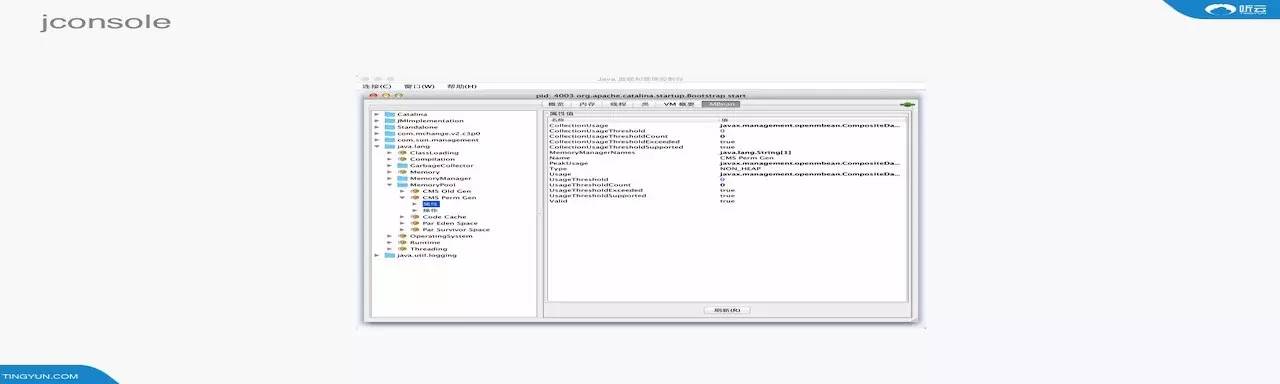 jconsole
听云
Java 监视和管理控制台
连接(C) 窗口(W) 帮助(H)
pid: 4003 org.apache.catalina.startup.Bootstrap start
概览 内存 线程 类 VM 概要 MBean
Catalina
JMImplementation
Standalone
com.mchange.v2.c3p0
com.sun.management
java.lang
ClassLoading
Compilation
GarbageCollector
Memory
MemoryManager
MemoryPool
CMS Old Gen
CMS Perm Gen
属性
操作
Code Cache
Par Eden Space
Par Survivor Space
OperatingSystem
Runtime
Threading
java.util.logging
属性值
名称 值
CollectionUsage javax.management.openmbean.CompositeDa...
CollectionUsageThreshold 0
CollectionUsageThresholdCount 0
CollectionUsageThresholdExceeded true
CollectionUsageThresholdSupported true
MemoryManagerNames java.lang.String[1]
Name CMS Perm Gen
PeakUsage javax.management.openmbean.CompositeDa...
Type NON_HEAP
Usage javax.management.openmbean.CompositeDa...
UsageThreshold 0
UsageThresholdCount 0
UsageThresholdExceeded true
UsageThresholdSupported true
Valid true
刷新(R)
TINGYUN.COM